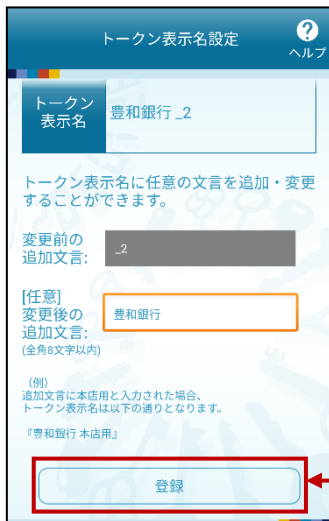 トークン表示名設定
?
ヘルプ
トークン
表示名
豊和銀行 _2
トークン表示名に任意の文言を追加・変更
することができます。
変更前の
追加文言:
_2
[任意]
変更後の
追加文言:
(全角8文字以内)
豊和銀行
(例)
追加文言に本店用と入力された場合、
トークン表示名は以下の通りとなります。
『豊和銀行 本店用』
登録